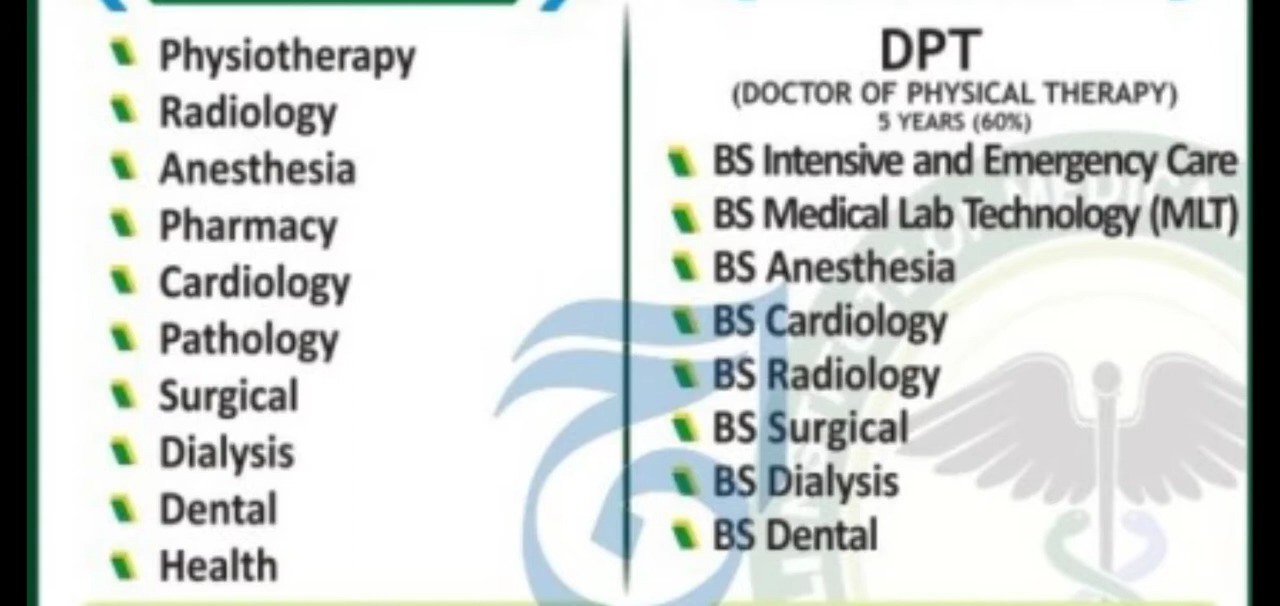 Physiotherapy
Radiology
Anesthesia
Pharmacy
Cardiology
Pathology
Surgical
Dialysis
Dental
Health
DPT
(DOCTOR OF PHYSICAL THERAPY)
5 YEARS (60%)
BS Intensive and Emergency Care
BS Medical Lab Technology (MLT)
BS Anesthesia
BS Cardiology
BS Radiology
BS Surgical
BS Dialysis
BS Dental